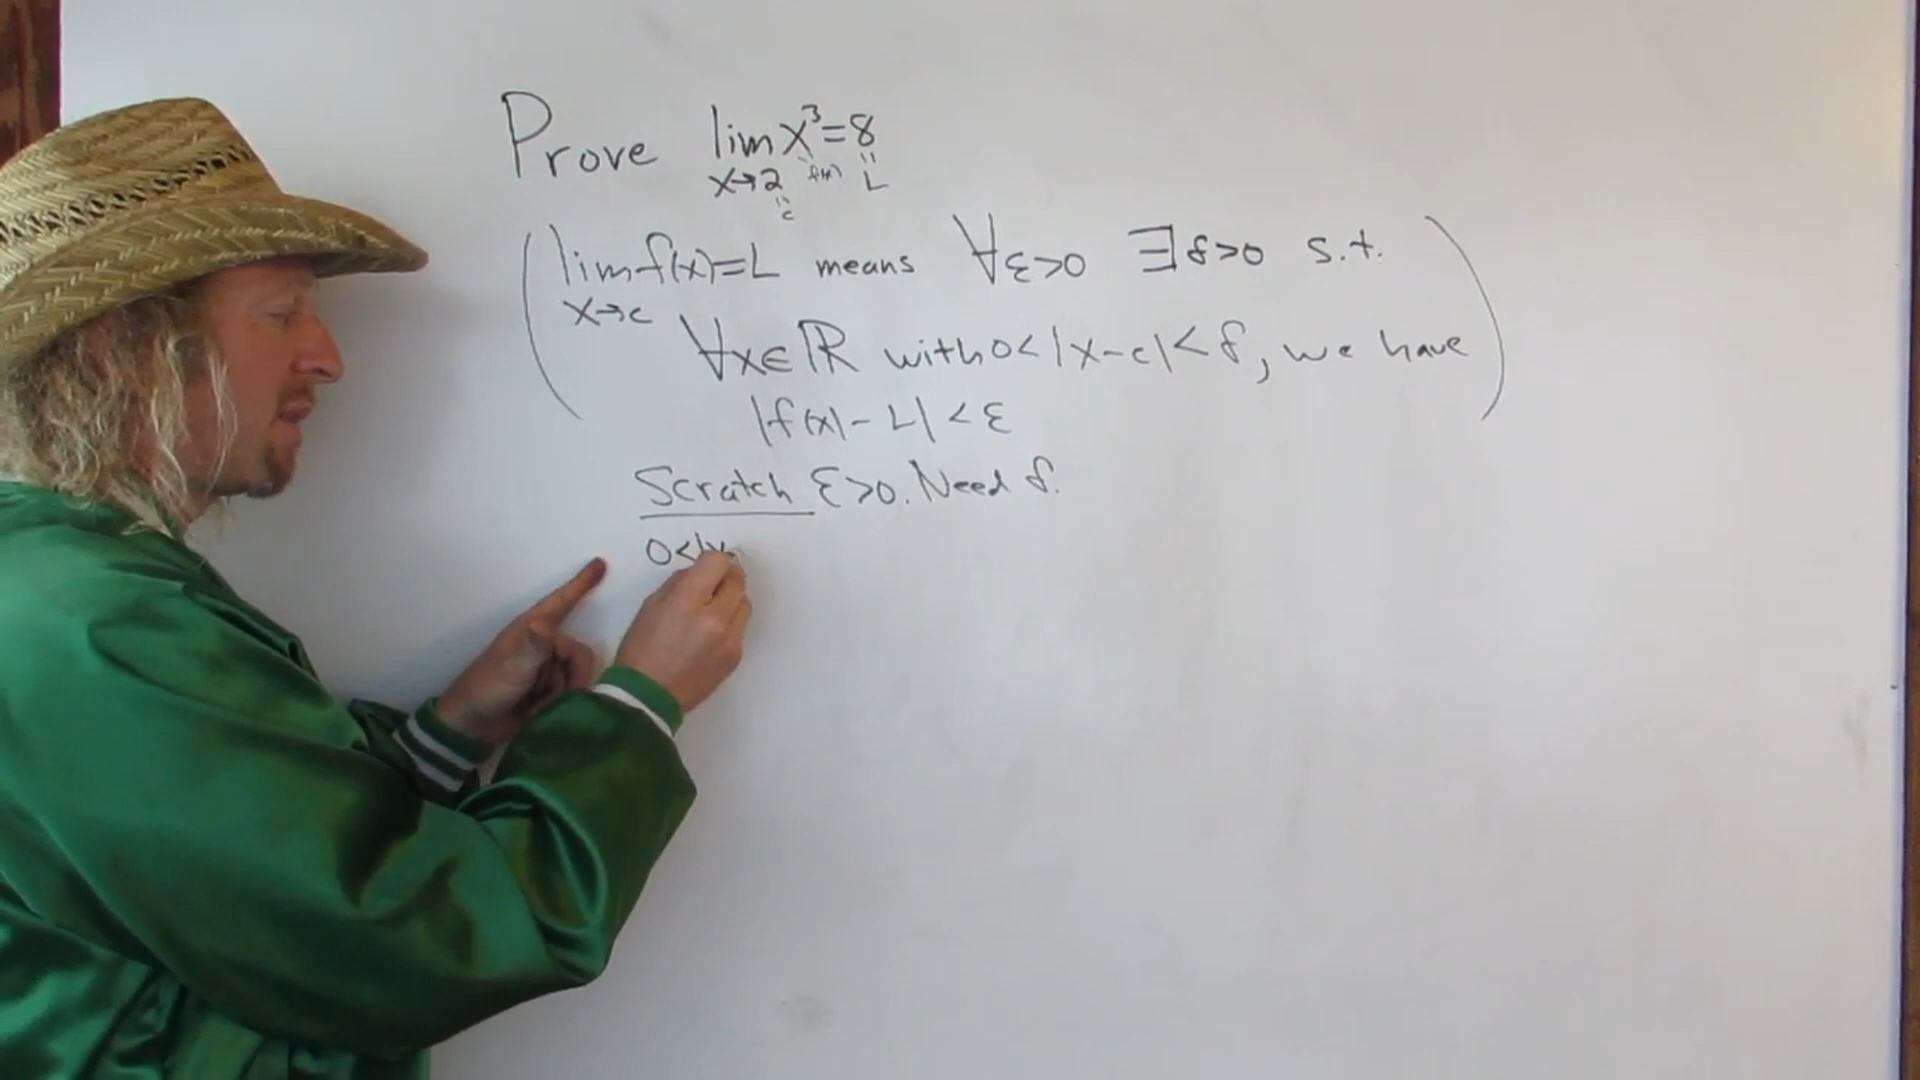 Prove lim x³ = 8
x→2 f(x) " L
" c
( lim f(x) = L means ∀ε>0 ∃δ>0 s.t.
x→c
∀x∈ℝ with 0<|x-c|<δ, we have )
|f(x)-L| < ε
Scratch ε>0. Need δ.
0<|x-